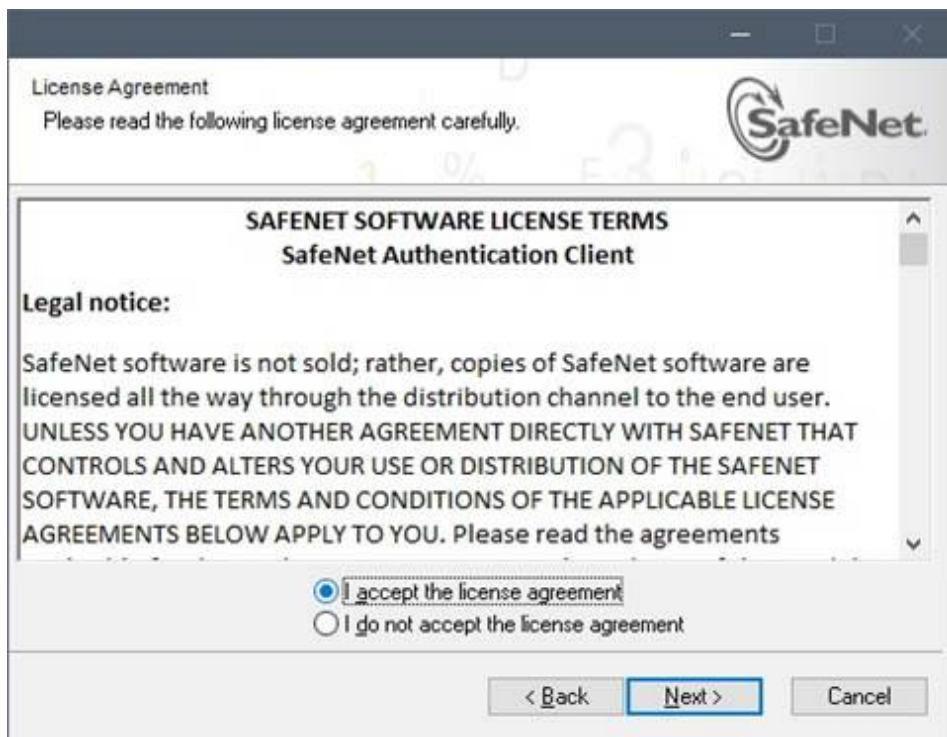 License Agreement
Please read the following license agreement carefully.
SafeNet.
SAFENET SOFTWARE LICENSE TERMS
SafeNet Authentication Client
Legal notice:
SafeNet software is not sold; rather, copies of SafeNet software are
licensed all the way through the distribution channel to the end user.
UNLESS YOU HAVE ANOTHER AGREEMENT DIRECTLY WITH SAFENET THAT
CONTROLS AND ALTERS YOUR USE OR DISTRIBUTION OF THE SAFENET
SOFTWARE, THE TERMS AND CONDITIONS OF THE APPLICABLE LICENSE
AGREEMENTS BELOW APPLY TO YOU. Please read the agreements
I accept the license agreement
I do not accept the license agreement
< Back
Next >
Cancel